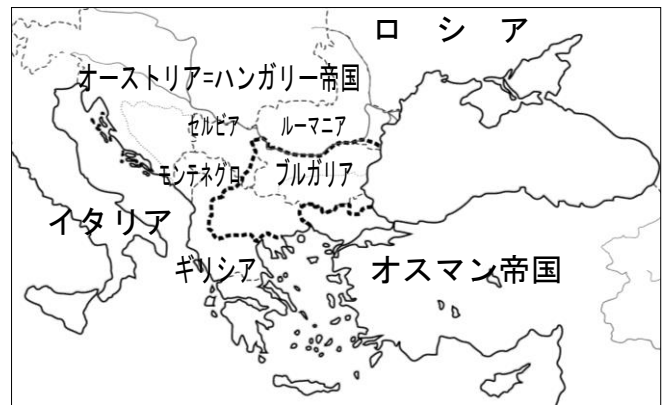 ロシア
オーストリア=ハンガリー帝国
セルビア
ルーマニア
モンテネグロ
ブルガリア
イタリア
ギリシア
オスマン帝国